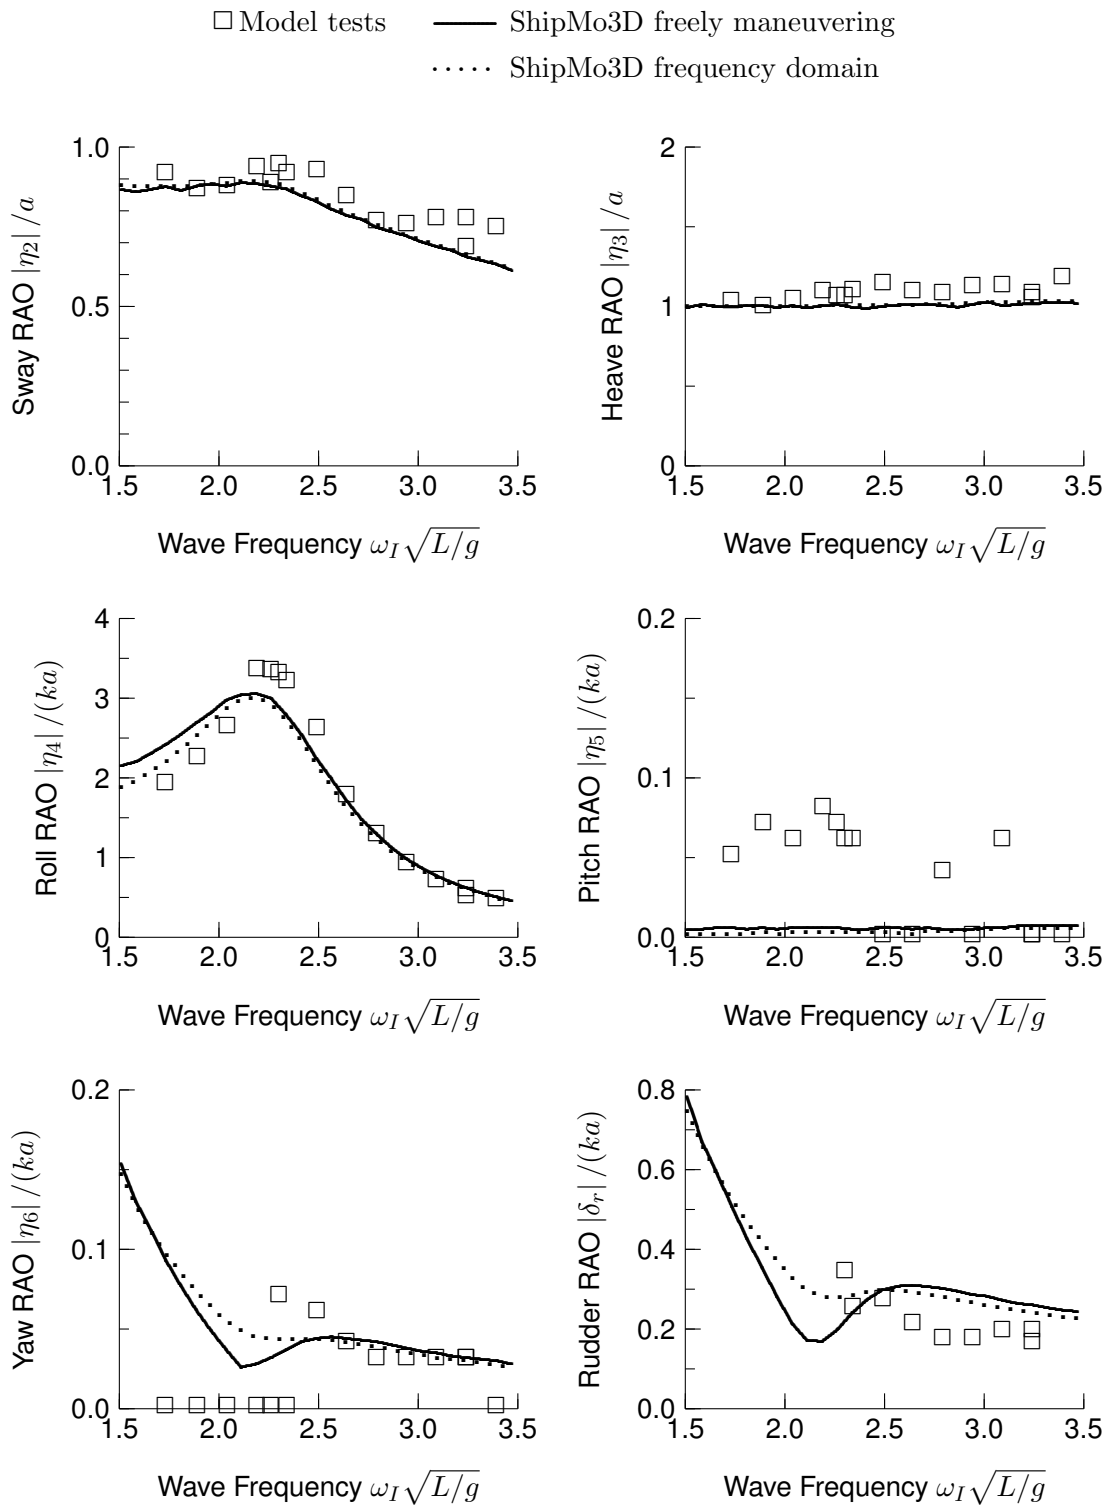 □ Model tests — ShipMo3D freely maneuvering
····· ShipMo3D frequency domain
Sway RAO |η₂| /a
1.0
0.5
0.0
1.5 2.0 2.5 3.0 3.5
Wave Frequency ω_I √(L/g)
Heave RAO |η₃| /a
2
1
0
1.5 2.0 2.5 3.0 3.5
Wave Frequency ω_I √(L/g)
Roll RAO |η₄| /(ka)
4
3
2
1
0
1.5 2.0 2.5 3.0 3.5
Wave Frequency ω_I √(L/g)
Pitch RAO |η₅| /(ka)
0.2
0.1
0.0
1.5 2.0 2.5 3.0 3.5
Wave Frequency ω_I √(L/g)
Yaw RAO |η₆| /(ka)
0.2
0.1
0.0
1.5 2.0 2.5 3.0 3.5
Wave Frequency ω_I √(L/g)
Rudder RAO |δ_r| /(ka)
0.8
0.6
0.4
0.2
0.0
1.5 2.0 2.5 3.0 3.5
Wave Frequency ω_I √(L/g)